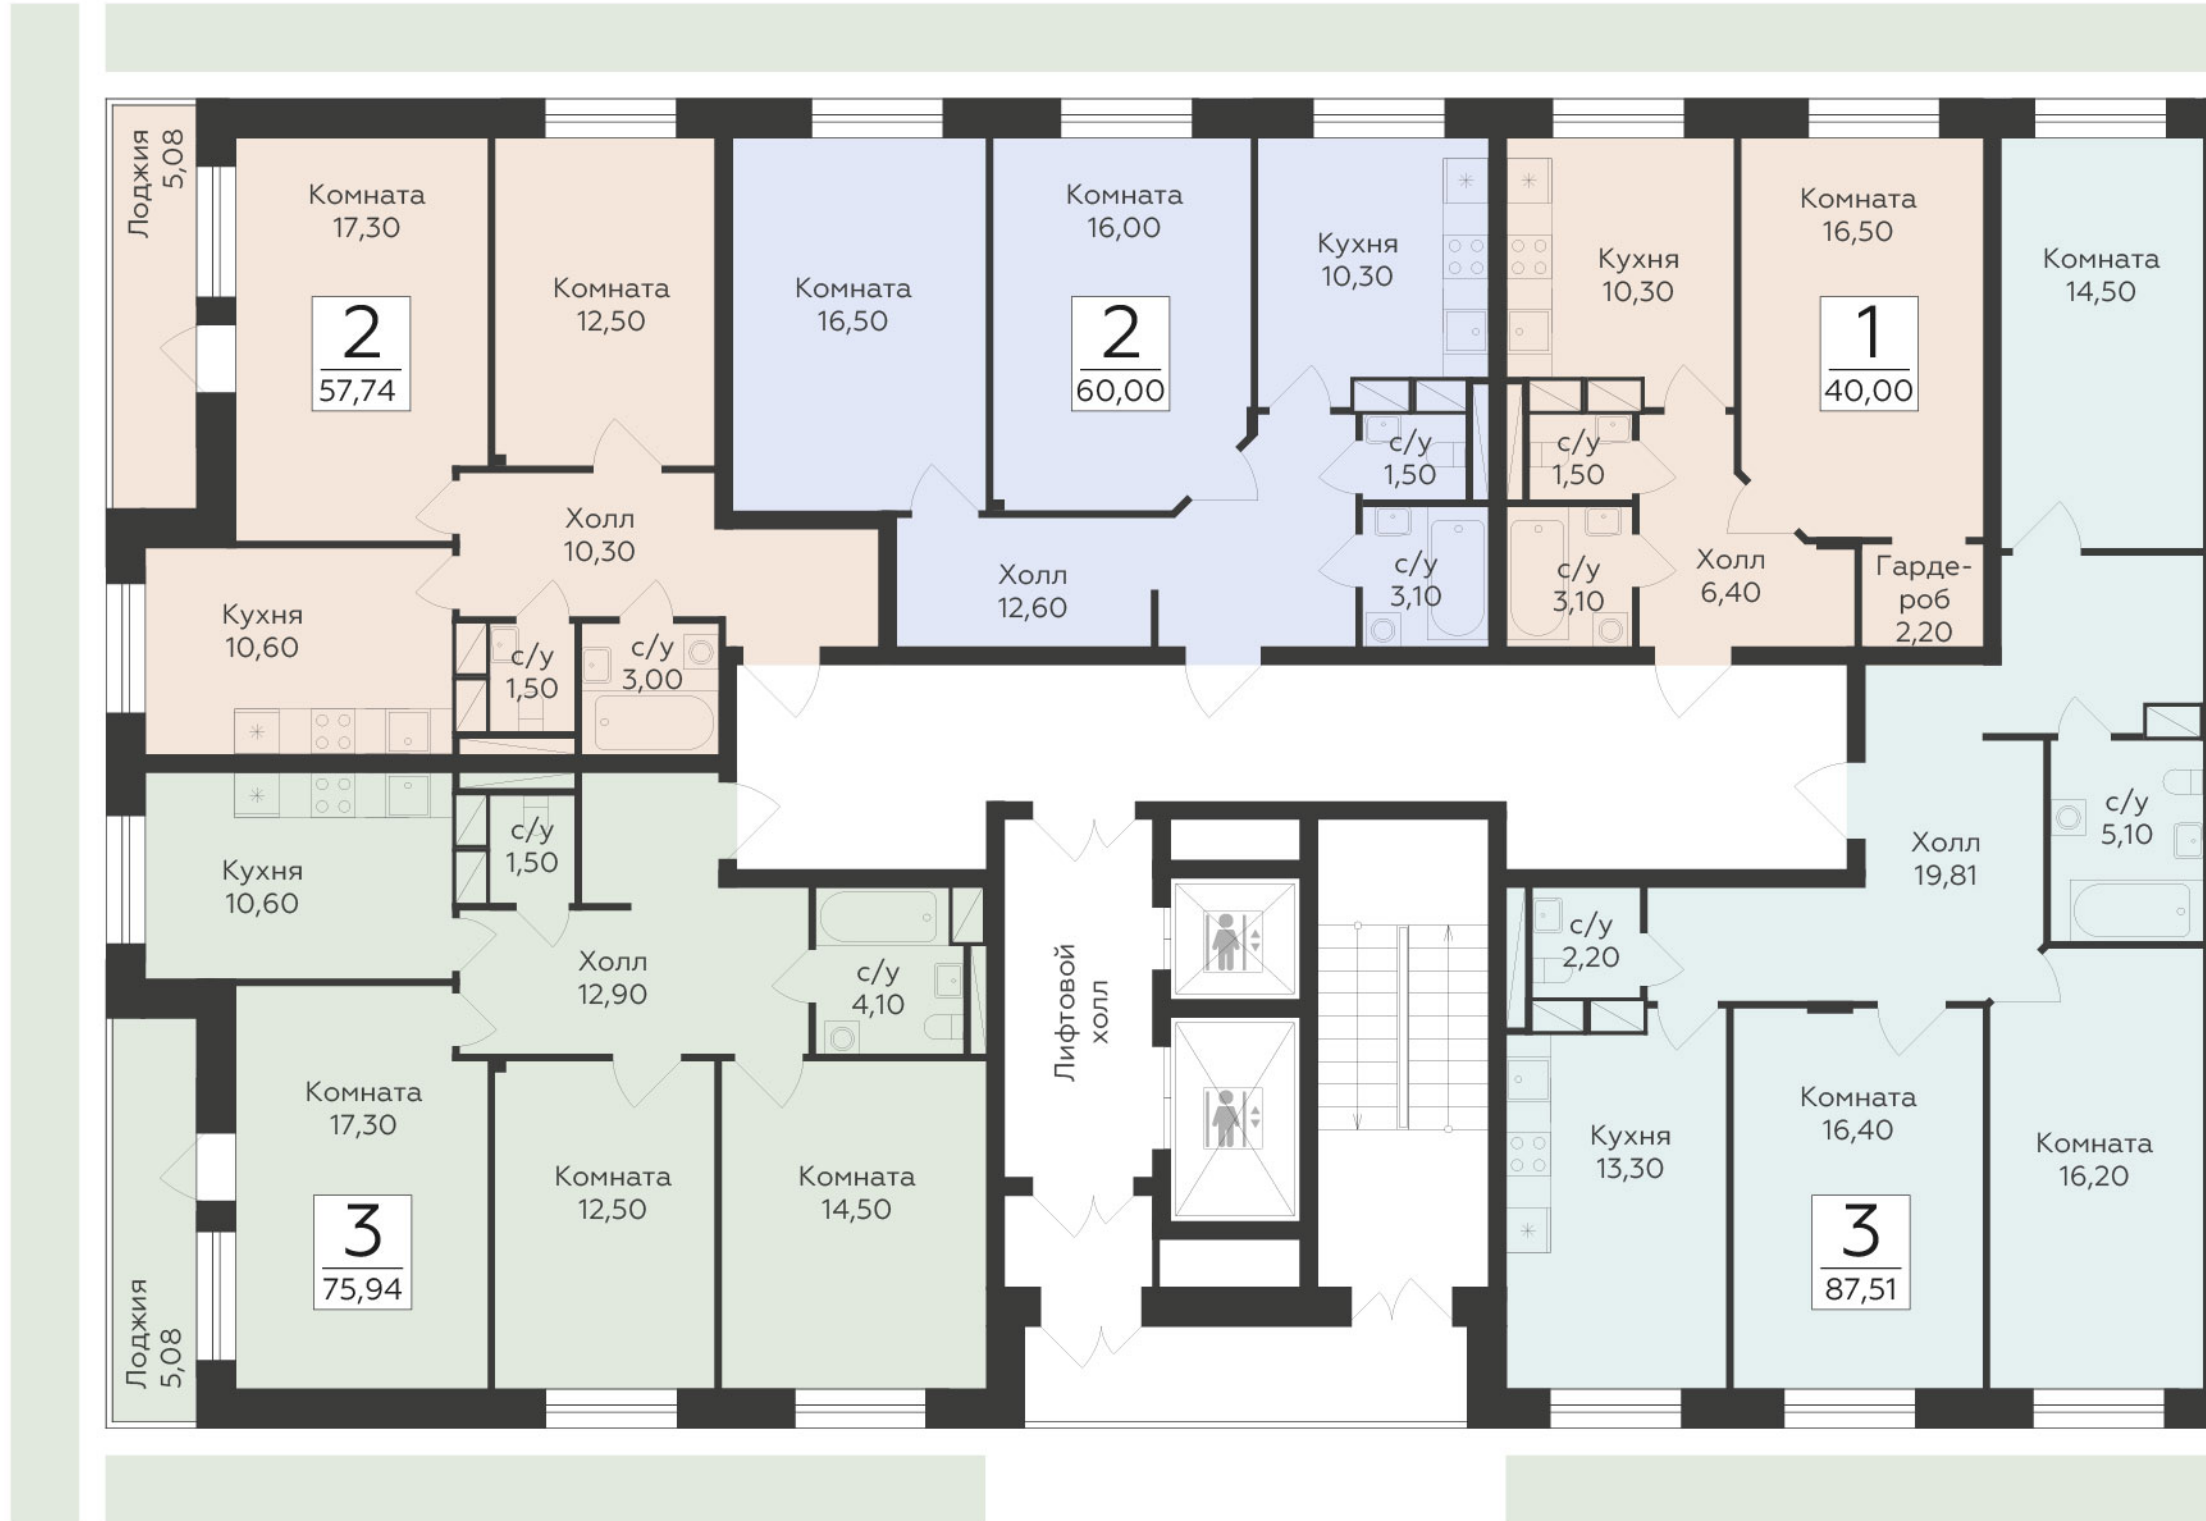 Лоджия
5,08
Комната
17,30
2
57,74
Комната
12,50
Холл
10,30
Кухня
10,60
с/у
1,50
с/у
3,00
Комната
16,50
Комната
16,00
2
60,00
Кухня
10,30
с/у
1,50
с/у
3,10
Холл
12,60
Кухня
10,30
Комната
16,50
1
40,00
с/у
1,50
с/у
3,10
Холл
6,40
Гарде-
роб
2,20
Комната
14,50
Холл
19,81
с/у
5,10
с/у
2,20
Кухня
13,30
Комната
16,40
3
87,51
Комната
16,20
Лифтовой
холл
Кухня
10,60
с/у
1,50
Холл
12,90
с/у
4,10
Комната
17,30
3
75,94
Комната
12,50
Комната
14,50
Лоджия
5,08